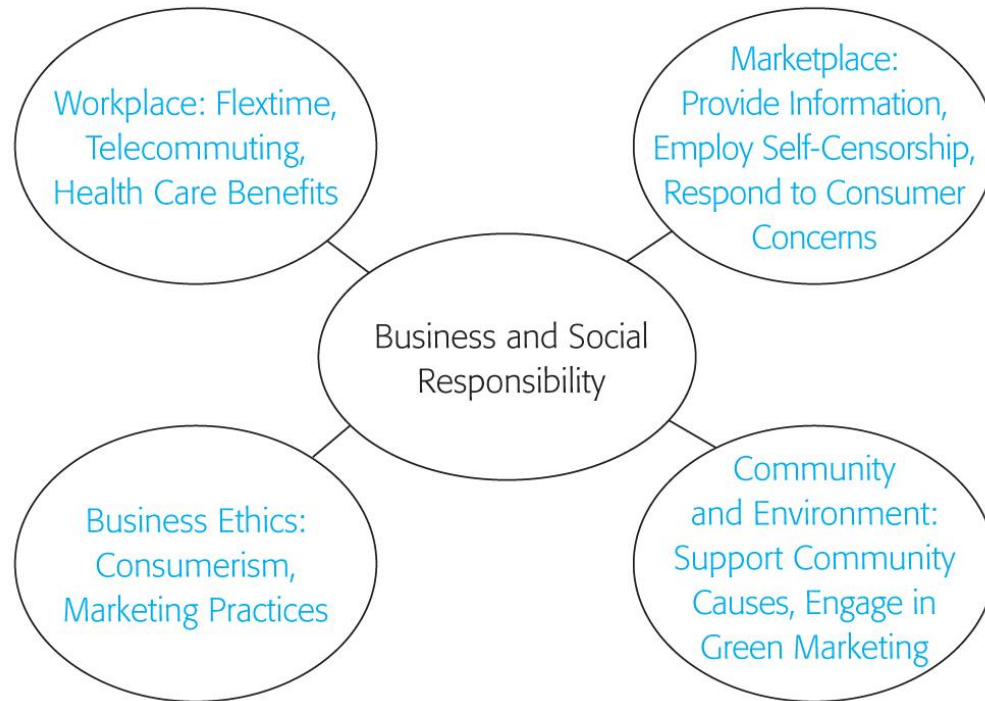 Workplace: Flextime,
Telecommuting,
Health Care Benefits
Marketplace:
Provide Information,
Employ Self-Censorship,
Respond to Consumer
Concerns
Business and Social
Responsibility
Business Ethics:
Consumerism,
Marketing Practices
Community
and Environment:
Support Community
Causes, Engage in
Green Marketing